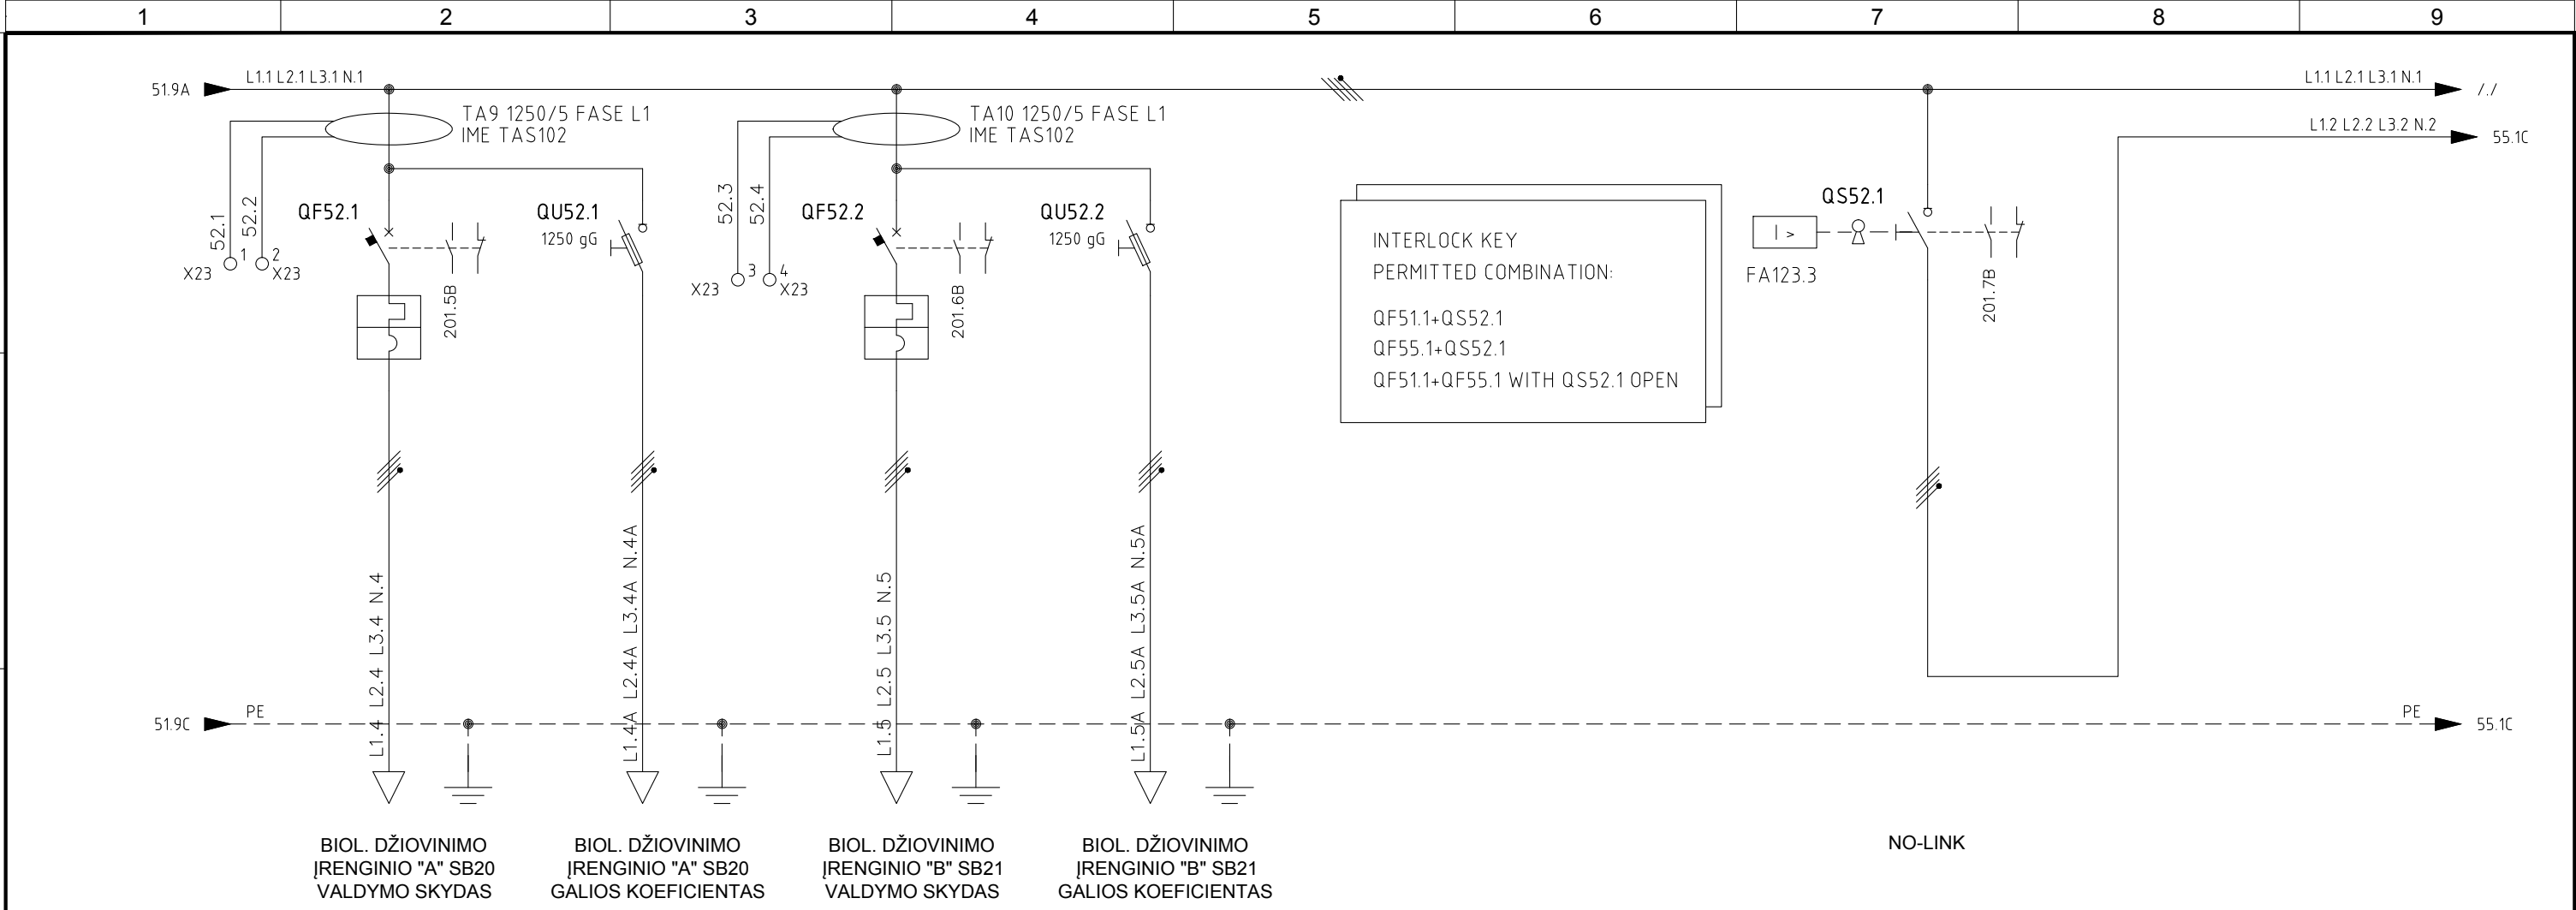 1 2 3 4 5 6 7 8 9
51.9A
L1.1 L2.1 L3.1 N.1
L1.1 L2.1 L3.1 N.1
/./
TA9 1250/5 FASE L1
IME TAS102
TA10 1250/5 FASE L1
IME TAS102
L1.2 L2.2 L3.2 N.2
55.1C
52.1
52.2
X23
1
2
X23
QF52.1
201.5B
QU52.1
1250 gG
52.3
52.4
X23
3
4
X23
QF52.2
201.6B
QU52.2
1250 gG
INTERLOCK KEY
PERMITTED COMBINATION:
QF51.1+QS52.1
QF55.1+QS52.1
QF51.1+QF55.1 WITH QS52.1 OPEN
QS52.1
I >
FA123.3
201.7B
L1.4 L2.4 L3.4 N.4
L1.4A L2.4A L3.4A N.4A
L1.5 L2.5 L3.5 N.5
L1.5A L2.5A L3.5A N.5A
51.9C
PE
PE
55.1C
BIOL. DŽIOVINIMO
ĮRENGINIO "A" SB20
VALDYMO SKYDAS
BIOL. DŽIOVINIMO
ĮRENGINIO "A" SB20
GALIOS KOEFICIENTAS
BIOL. DŽIOVINIMO
ĮRENGINIO "B" SB21
VALDYMO SKYDAS
BIOL. DŽIOVINIMO
ĮRENGINIO "B" SB21
GALIOS KOEFICIENTAS
NO-LINK